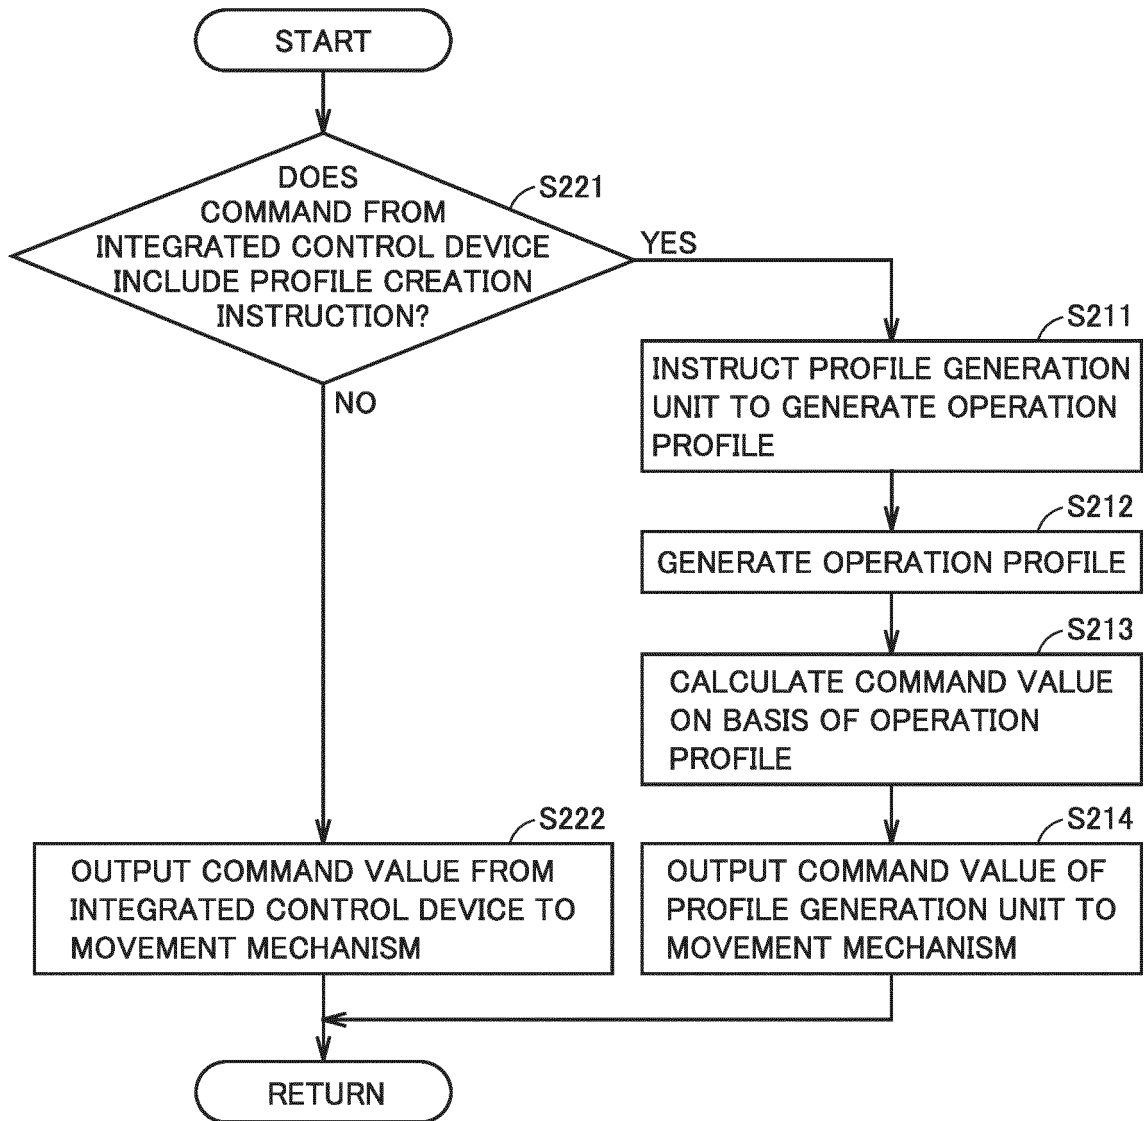 START
DOES
COMMAND FROM
INTEGRATED CONTROL DEVICE
INCLUDE PROFILE CREATION
INSTRUCTION?
S221
YES
NO
S211
INSTRUCT PROFILE GENERATION
UNIT TO GENERATE OPERATION
PROFILE
S212
GENERATE OPERATION PROFILE
S213
CALCULATE COMMAND VALUE
ON BASIS OF OPERATION
PROFILE
S222
OUTPUT COMMAND VALUE FROM
INTEGRATED CONTROL DEVICE TO
MOVEMENT MECHANISM
S214
OUTPUT COMMAND VALUE OF
PROFILE GENERATION UNIT TO
MOVEMENT MECHANISM
RETURN